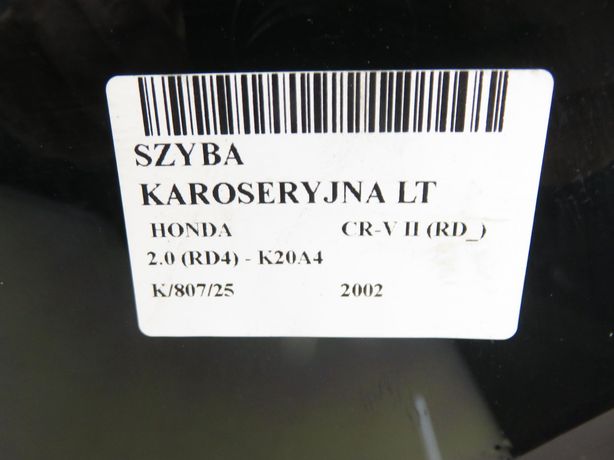 SZYBA
KAROSERYJNA LT
HONDA CR-V II (RD_)
2.0 (RD4) - K20A4
K/807/25 2002